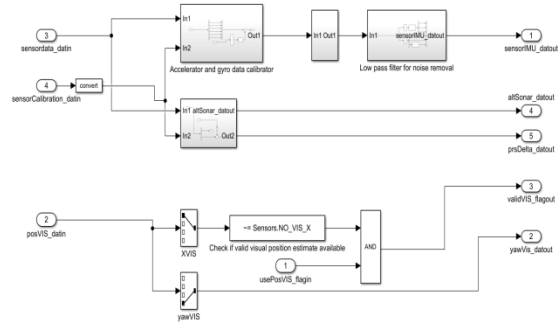 3
sensordata_datin
4
sensorCalibration_datin
convert
In1
In2
Out1
Accelerator and gyro data calibrator
In1 Out1
In1
sensorIMU_datout
Low pass filter for noise removal
1
sensorIMU_datout
In1 altSonar_datout
In2
Out2
altSonar_datout
4
5
prsDelta_datout
2
posVIS_datin
XVIS
~= Sensors.NO_VIS_X
Check if valid visual position estimate available
1
usePosVIS_flagin
AND
3
validVIS_flagout
2
yawVis_datout
yawVIS